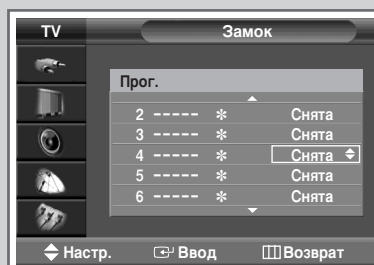 TV Замок
Прог.
2 ----- ✻ Снята
3 ----- ✻ Снята
4 ----- ✻ Снята
5 ----- ✻ Снята
6 ----- ✻ Снята
Настр. Ввод Возврат